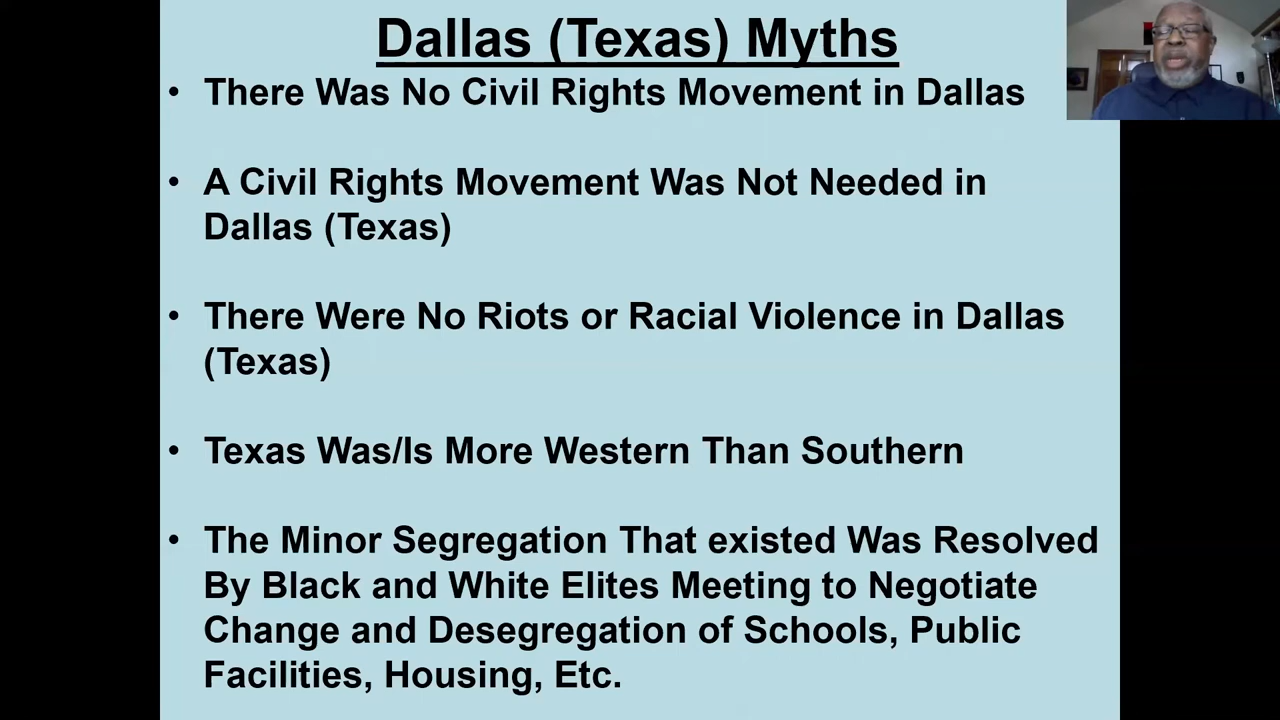 Dallas (Texas) Myths
• There Was No Civil Rights Movement in Dallas
• A Civil Rights Movement Was Not Needed in
Dallas (Texas)
• There Were No Riots or Racial Violence in Dallas
(Texas)
• Texas Was/Is More Western Than Southern
• The Minor Segregation That existed Was Resolved
By Black and White Elites Meeting to Negotiate
Change and Desegregation of Schools, Public
Facilities, Housing, Etc.